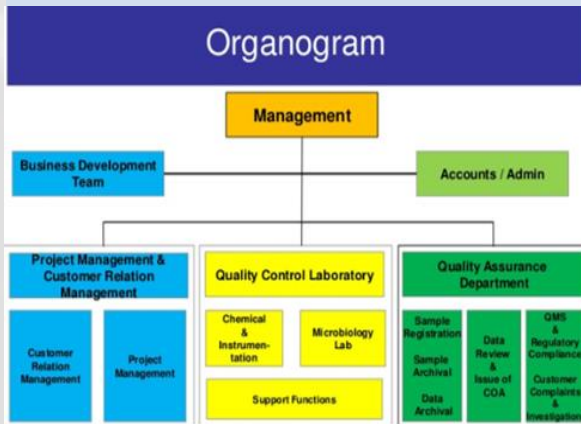 Organogram
Management
Business Development
Team
Accounts / Admin
Project Management &
Customer Relation
Management
Quality Control Laboratory
Quality Assurance
Department
Customer
Relation
Management
Project
Management
Chemical
&
Instrumen-
tation
Microbiology
Lab
Support Functions
Sample
Registration
Sample
Archival
Data
Archival
Data
Review
&
Issue of
COA
QMS
&
Regulatory
Compliance
Customer
Complaints
&
Investigation